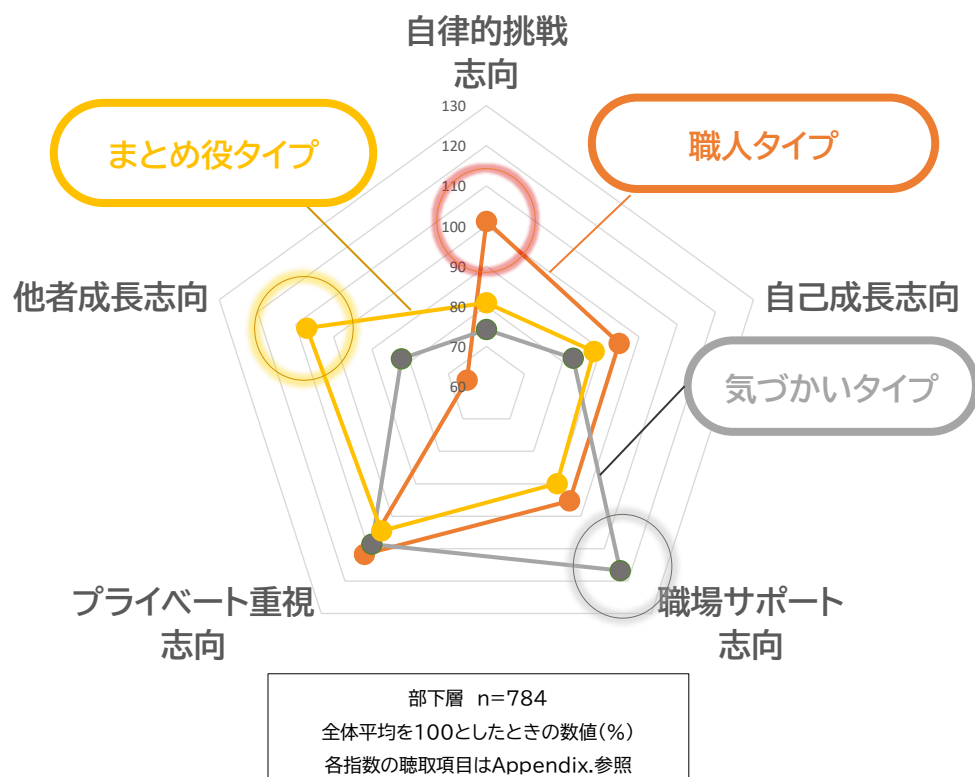 自律的挑戦
志向
まとめ役タイプ
職人タイプ
130
120
110
100
90
80
70
60
他者成長志向
自己成長志向
気づかいタイプ
プライベート重視
志向
職場サポート
志向
部下層 n=784
全体平均を100としたときの数値(%)
各指数の聴取項目はAppendix.参照